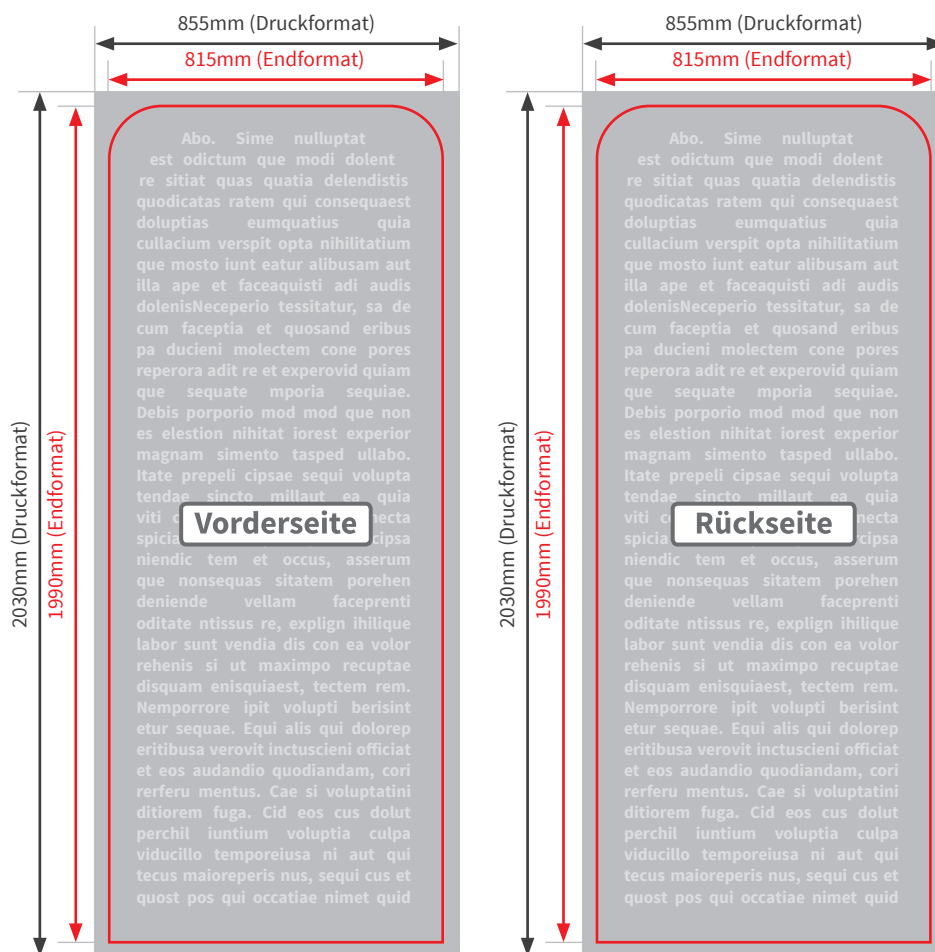 855mm (Druckformat)
815mm (Endformat)
2030mm (Druckformat)
1990mm (Endformat)
Abo. Sime nulluptat
est odictum que modi dolent
re sitiat quas quatia delendistis
quodicatas ratem qui consequaest
doluptias eumquatius quia
cullacium verspit opta nihilitatium
que mosto iunt eatur alibusam aut
illa ape et faceaquisti adi audis
dolenisNeceperio tessitatur, sa de
cum faceptia et quosand eribus
pa ducieni molectem cone pores
reperora adit re et experovid quiam
que sequate mporia sequiae.
Debis porporio mod mod que non
es elestion nihitat iorest experior
magnam simento tasped ullabo.
Itate prepeli cipsae sequi volupta
tendae sincto millaut ea quia
viti
Vorderseite
niendic tem et occus, asserum
que nonsequas sitatem porehen
deniende vellam faceprenti
oditate ntissus re, explign ihilique
labor sunt vendia dis con ea volor
rehenis si ut maximpo recuptae
disquam enisquiaest, tectem rem.
Nemporrore ipit volupti berisint
etur sequae. Equi alis qui dolorep
eritibusa verovit inctuscieni officiat
et eos audandio quodiandam, cori
rerferu mentus. Cae si voluptatini
ditiorem fuga. Cid eos cus dolut
perchil iuntium voluptia culpa
viducillo temporeiusa ni aut qui
tecus maioreperis nus, sequi cus et
quost pos qui occatiae nimet quid
855mm (Druckformat)
815mm (Endformat)
2030mm (Druckformat)
1990mm (Endformat)
Abo. Sime nulluptat
est odictum que modi dolent
re sitiat quas quatia delendistis
quodicatas ratem qui consequaest
doluptias eumquatius quia
cullacium verspit opta nihilitatium
que mosto iunt eatur alibusam aut
illa ape et faceaquisti adi audis
dolenisNeceperio tessitatur, sa de
cum faceptia et quosand eribus
pa ducieni molectem cone pores
reperora adit re et experovid quiam
que sequate mporia sequiae.
Debis porporio mod mod que non
es elestion nihitat iorest experior
magnam simento tasped ullabo.
Itate prepeli cipsae sequi volupta
tendae sincto millaut ea quia
viti
Rückseite
niendic tem et occus, asserum
que nonsequas sitatem porehen
deniende vellam faceprenti
oditate ntissus re, explign ihilique
labor sunt vendia dis con ea volor
rehenis si ut maximpo recuptae
disquam enisquiaest, tectem rem.
Nemporrore ipit volupti berisint
etur sequae. Equi alis qui dolorep
eritibusa verovit inctuscieni officiat
et eos audandio quodiandam, cori
rerferu mentus. Cae si voluptatini
ditiorem fuga. Cid eos cus dolut
perchil iuntium voluptia culpa
viducillo temporeiusa ni aut qui
tecus maioreperis nus, sequi cus et
quost pos qui occatiae nimet quid